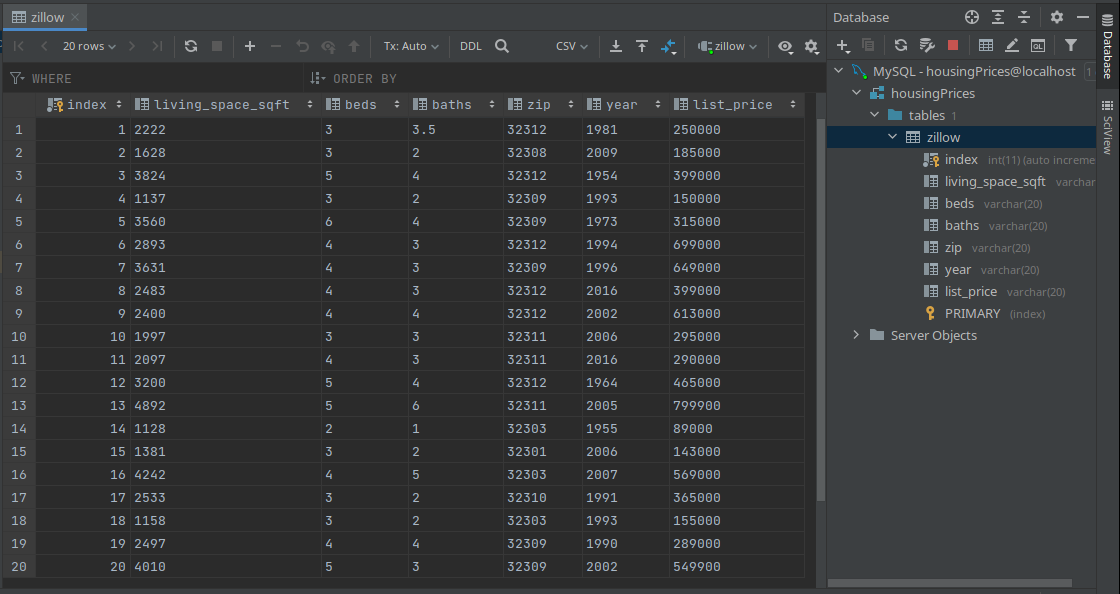 zillow
20 rows
Tx: Auto
DDL
CSV
zillow
WHERE
ORDER BY
index living_space_sqft beds baths zip year list_price
1 1 2222 3 3.5 32312 1981 250000
2 2 1628 3 2 32308 2009 185000
3 3 3824 5 4 32312 1954 399000
4 4 1137 3 2 32309 1993 150000
5 5 3560 6 4 32309 1973 315000
6 6 2893 4 3 32312 1994 699000
7 7 3631 4 3 32309 1996 649000
8 8 2483 4 3 32312 2016 399000
9 9 2400 4 4 32312 2002 613000
10 10 1997 3 3 32311 2006 295000
11 11 2097 4 3 32311 2016 290000
12 12 3200 5 4 32312 1964 465000
13 13 4892 5 6 32311 2005 799900
14 14 1128 2 1 32303 1955 89000
15 15 1381 3 2 32301 2006 143000
16 16 4242 4 5 32303 2007 569000
17 17 2533 3 2 32310 1991 365000
18 18 1158 3 2 32303 1993 155000
19 19 2497 4 4 32309 1990 289000
20 20 4010 5 3 32309 2002 549900
Database
MySQL - housingPrices@localhost 1
housingPrices
tables 1
zillow
index int(11) (auto increme
living_space_sqft varchar
beds varchar(20)
baths varchar(20)
zip varchar(20)
year varchar(20)
list_price varchar(20)
PRIMARY (index)
Server Objects
Database
SciView